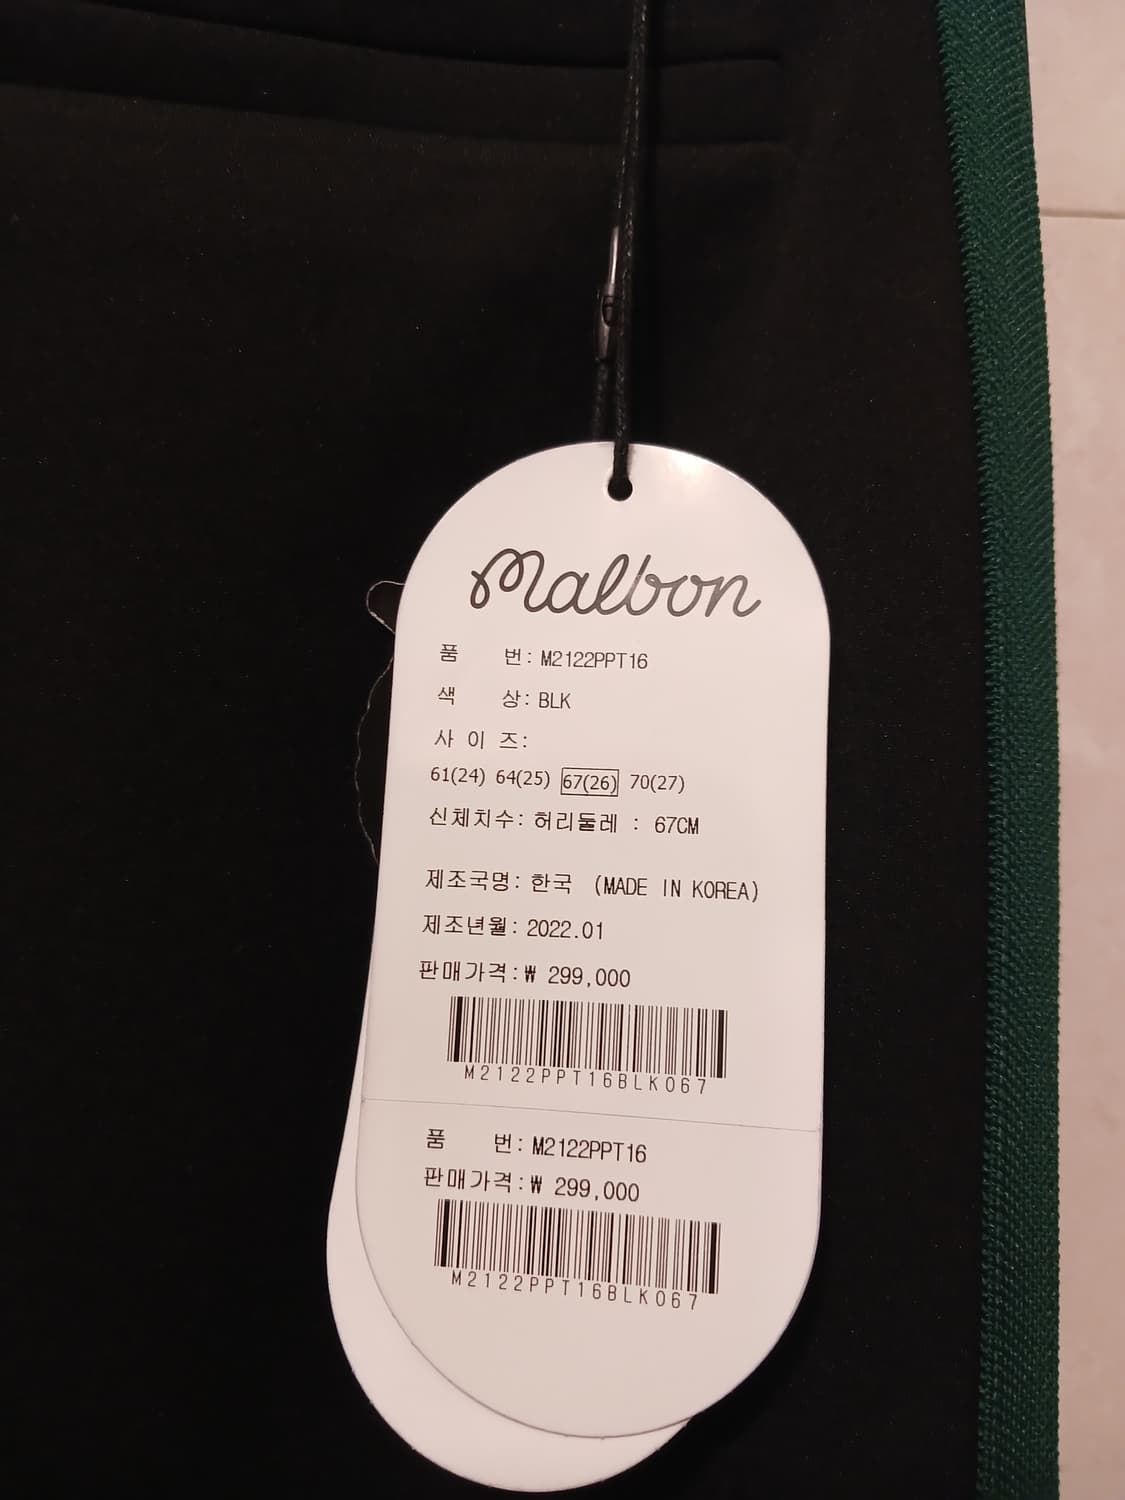 Malbon
품 번: M2122PPT16
색 상: BLK
사 이 즈:
61(24) 64(25) 67(26) 70(27)
신체치수: 허리둘레 : 67CM
제조국명: 한국 (MADE IN KOREA)
제조년월: 2022.01
판매가격:₩ 299,000
M2122PPT16BLK067
품 번: M2122PPT16
판매가격:₩ 299,000
M2122PPT16BLK067